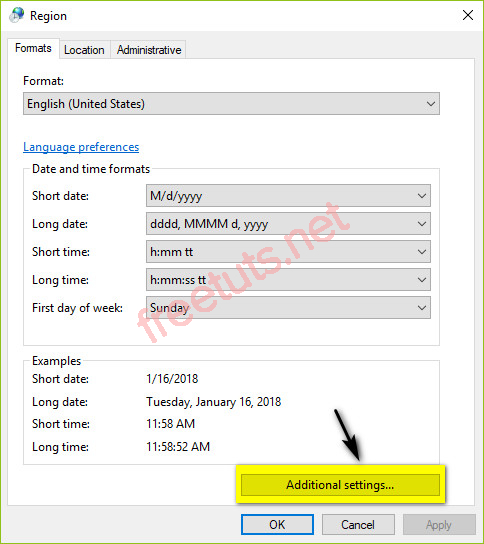 Region
Formats Location Administrative
Format:
English (United States)
Language preferences
Date and time formats
Short date: M/d/yyyy
Long date: dddd, MMMM d, yyyy
Short time: h:mm tt
Long time: h:mm:ss tt
First day of week: Sunday
freetuts.net
Examples
Short date: 1/16/2018
Long date: Tuesday, January 16, 2018
Short time: 11:58 AM
Long time: 11:58:52 AM
Additional settings...
OK Cancel Apply